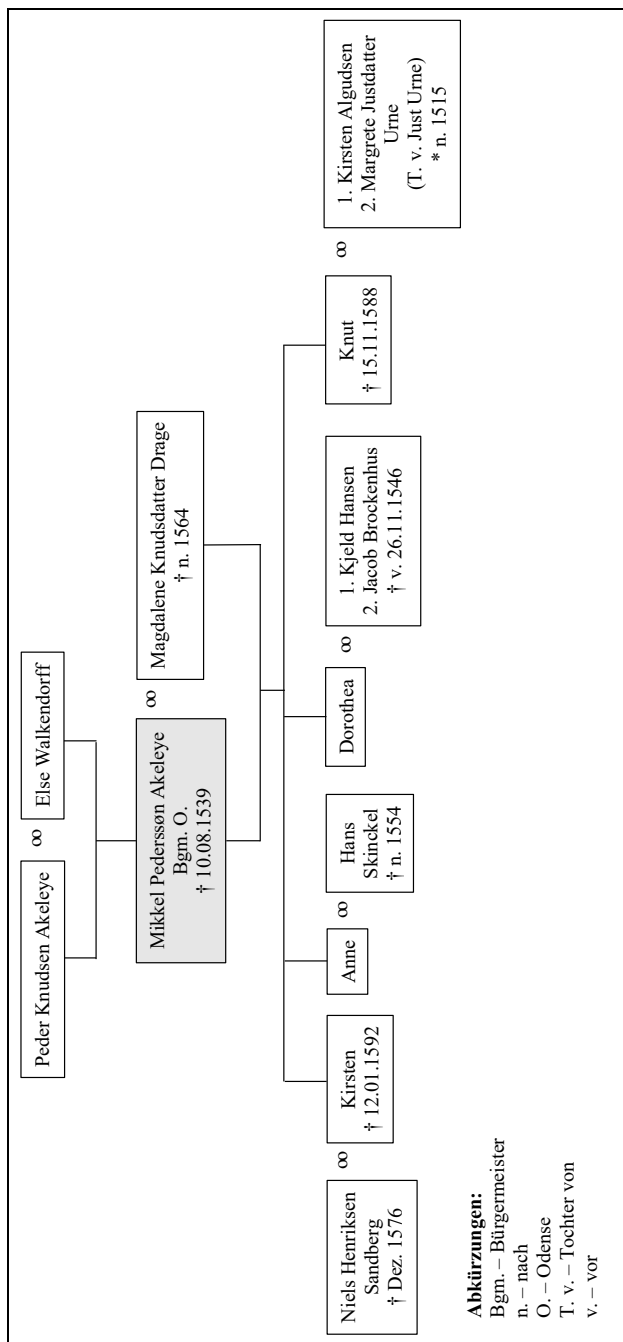 Peder Knudsen Akeleye
∞
Else Walkendorff
Mikkel Pederssøn Akeleye
Bgm. O.
† 10.08.1539
∞
Magdalene Knudsdatter Drage
† n. 1564
Niels Henriksen
Sandberg
† Dez. 1576
∞
Kirsten
† 12.01.1592
Anne
∞
Hans
Skinckel
† n. 1554
Dorothea
∞
1. Kjeld Hansen
2. Jacob Brockenhus
† v. 26.11.1546
Knut
† 15.11.1588
∞
1. Kirsten Algudsen
2. Margrete Justdatter
Urne
(T. v. Just Urne)
* n. 1515
Abkürzungen:
Bgm. – Bürgermeister
n. – nach
O. – Odense
T. v. – Tochter von
v. – vor